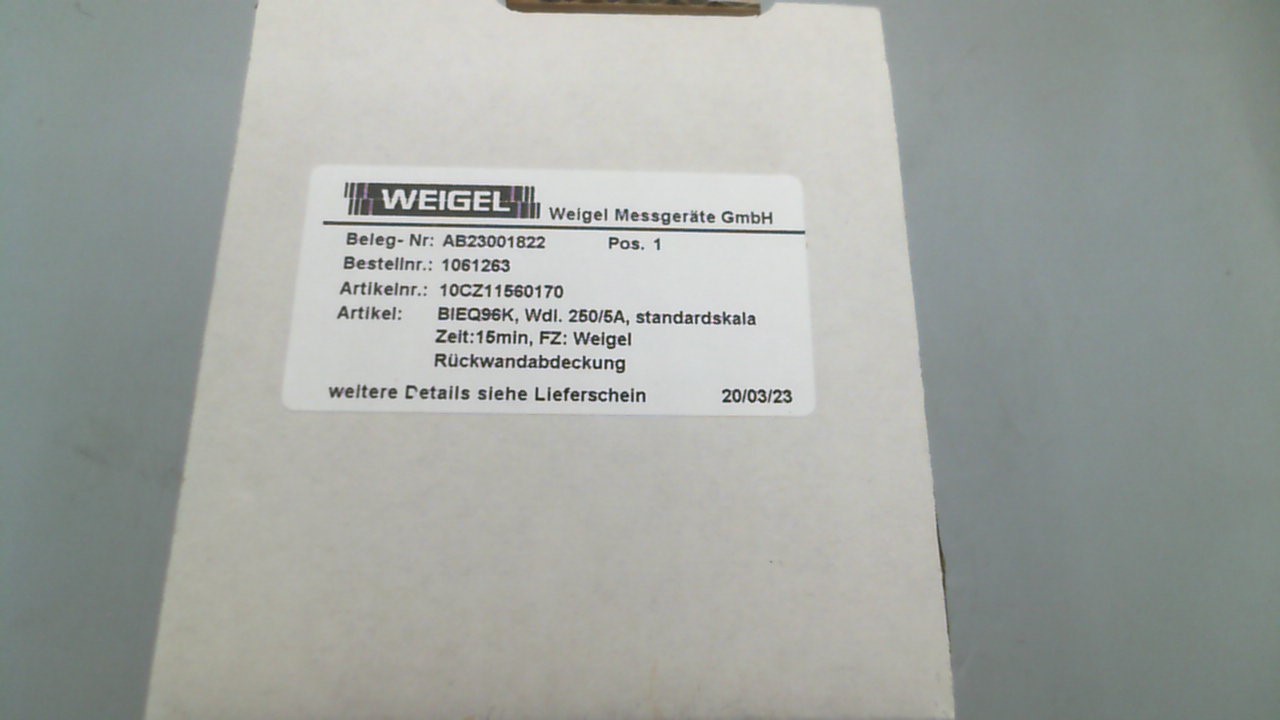 WEIGEL Weigel Messgeräte GmbH
Beleg- Nr: AB23001822 Pos. 1
Bestellnr.: 1061263
Artikelnr.: 10CZ11560170
Artikel: BIEQ96K, Wdl. 250/5A, standardskala
Zeit:15min, FZ: Weigel
Rückwandabdeckung
weitere Details siehe Lieferschein 20/03/23